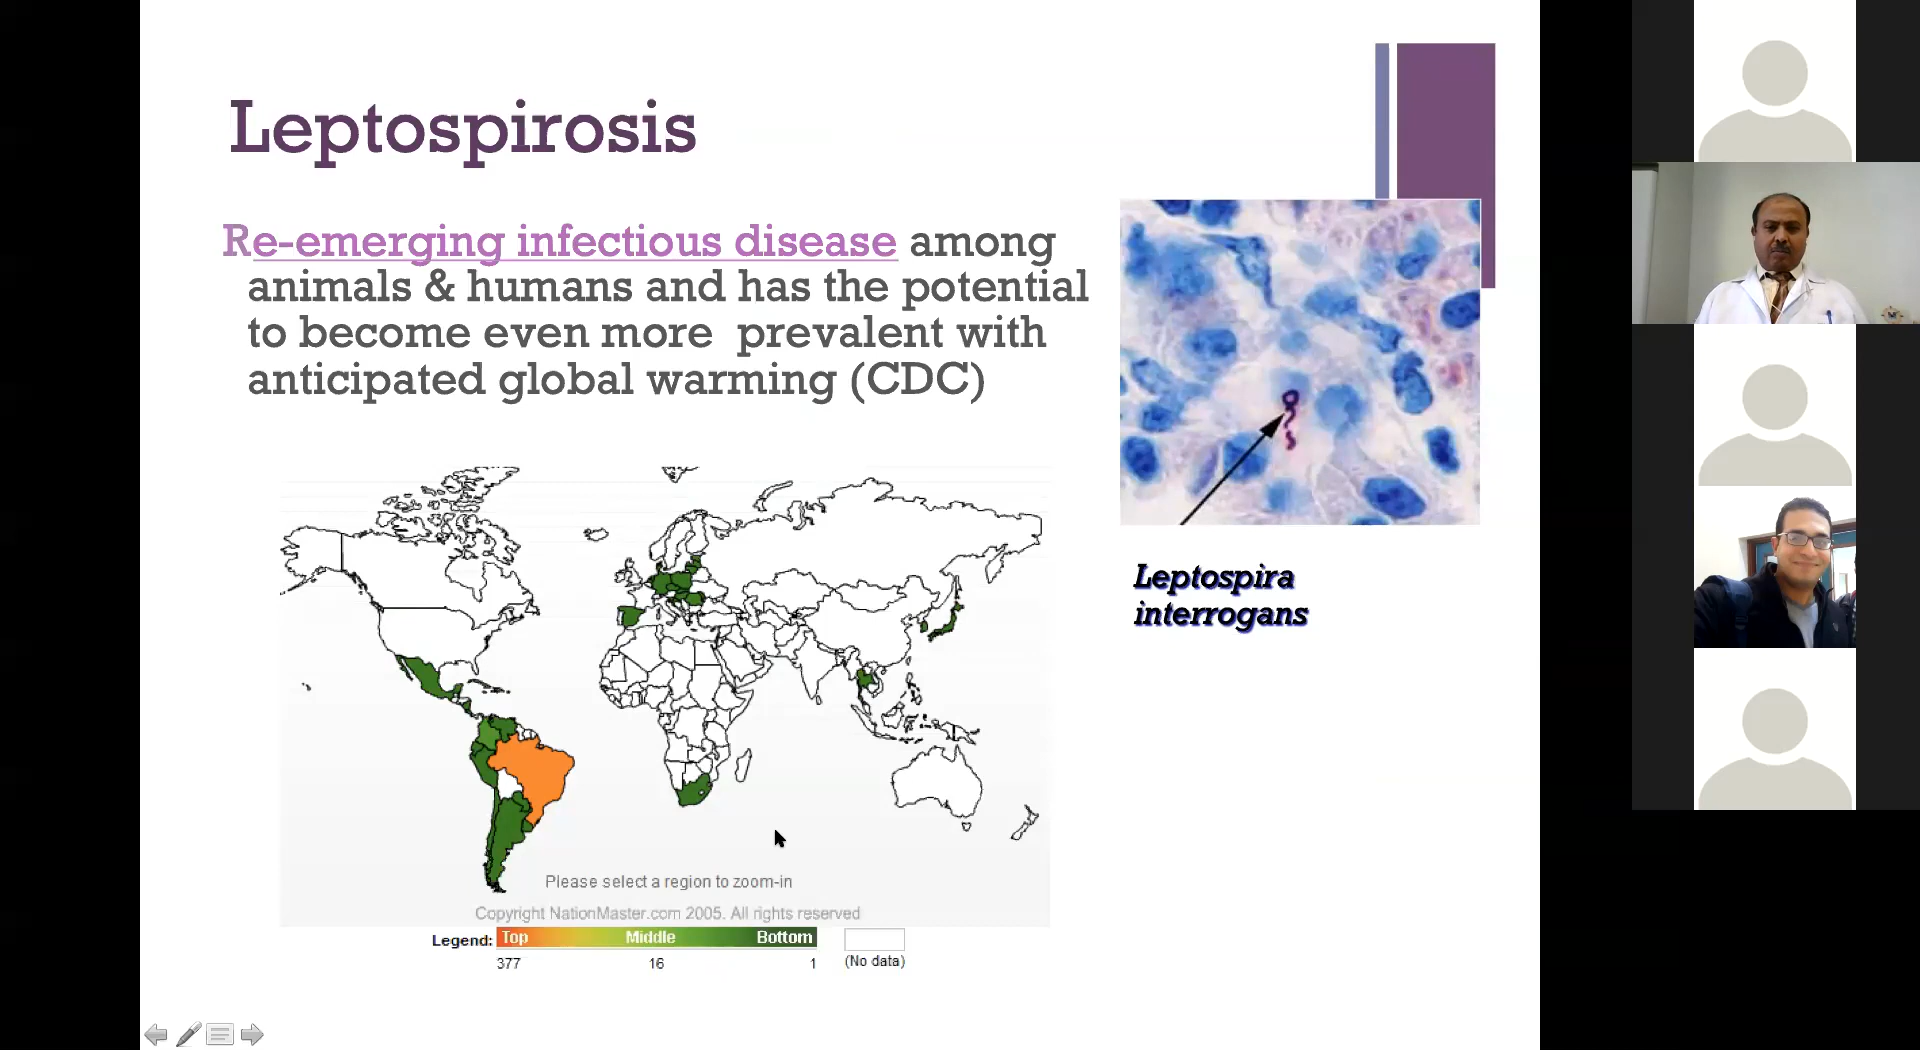 Leptospirosis
Re-emerging infectious disease among
animals & humans and has the potential
to become even more prevalent with
anticipated global warming (CDC)
Leptospira
interrogans
Please select a region to zoom-in
Copyright NationMaster.com 2005. All rights reserved
Legend: Top Middle Bottom
377 16 1 (No data)